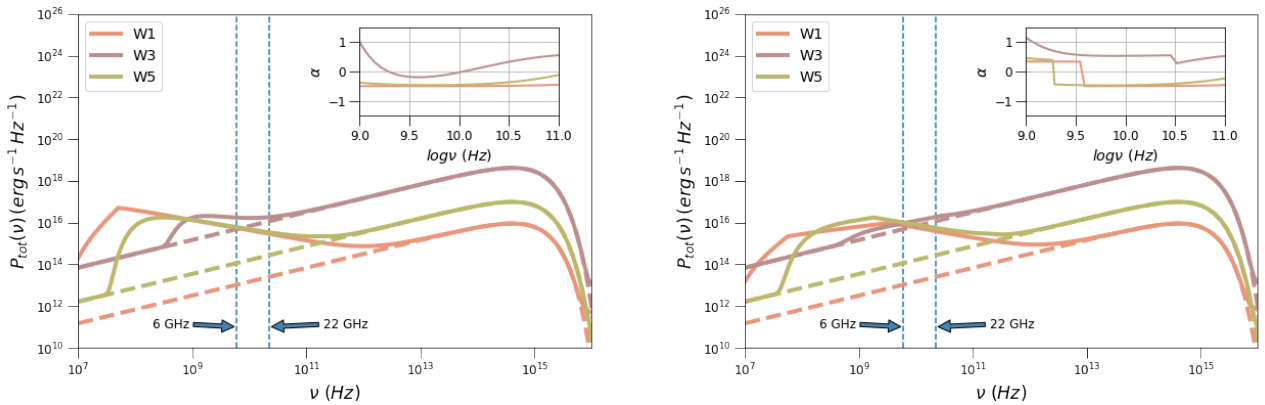 10^26
10^24
10^22
10^20
10^18
10^16
10^14
10^12
10^10
P_tot(ν) (erg s^−1 Hz^−1)
W1
W3
W5
1
0
−1
α
9.0 9.5 10.0 10.5 11.0
logν (Hz)
6 GHz
22 GHz
10^7 10^9 10^11 10^13 10^15
ν (Hz)
10^26
10^24
10^22
10^20
10^18
10^16
10^14
10^12
10^10
P_tot(ν) (erg s^−1 Hz^−1)
W1
W3
W5
1
0
−1
α
9.0 9.5 10.0 10.5 11.0
logν (Hz)
6 GHz
22 GHz
10^7 10^9 10^11 10^13 10^15
ν (Hz)